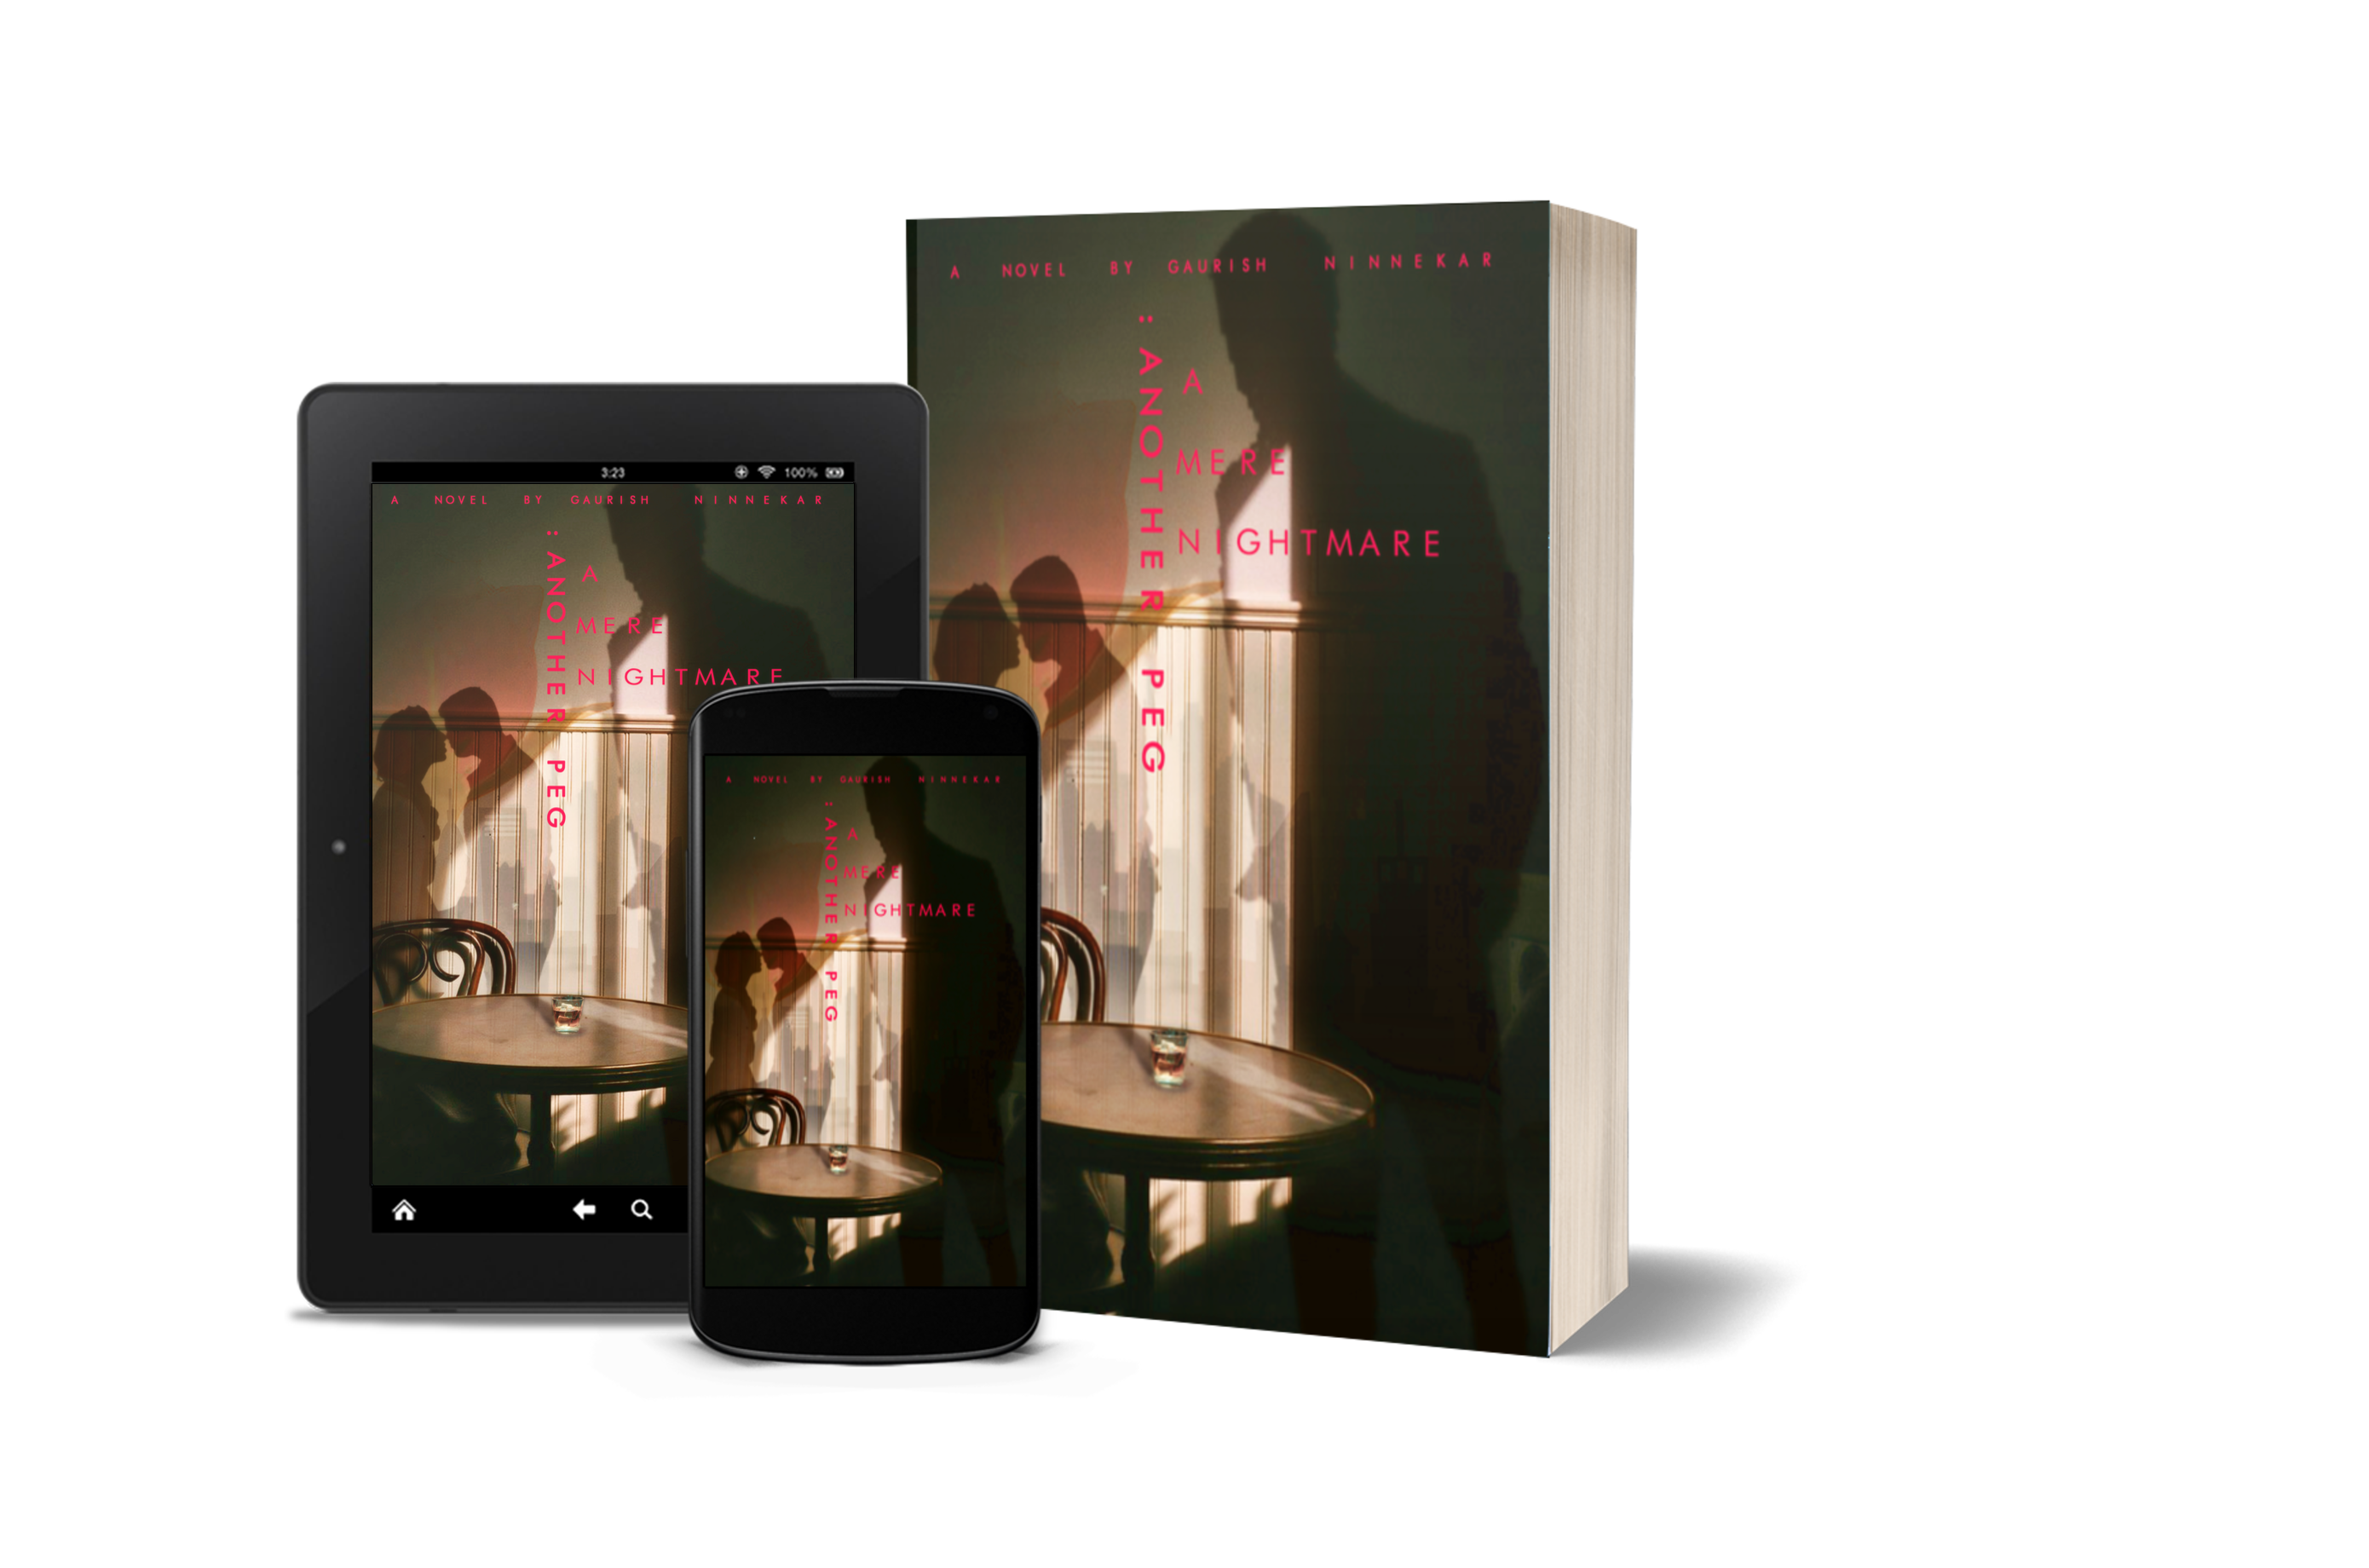 3:23 100%
A NOVEL BY GAURISH NINNEKAR
: ANOTHER PEG
A
MERE
NIGHTMARE
A NOVEL BY GAURISH NINNEKAR
: ANOTHER PEG
A
MERE
NIGHTMARE
A NOVEL BY GAURISH NINNEKAR
: ANOTHER PEG
A
MERE
NIGHTMARE